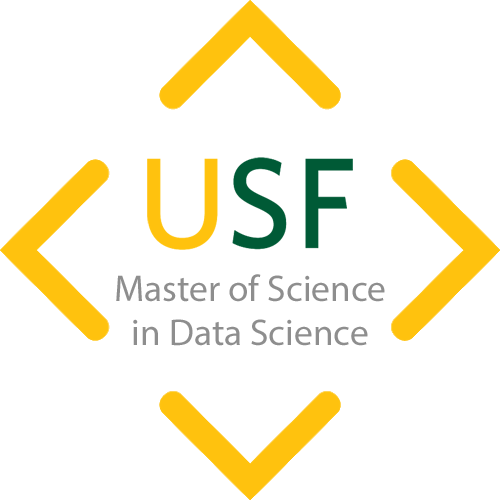 USF
Master of Science
in Data Science